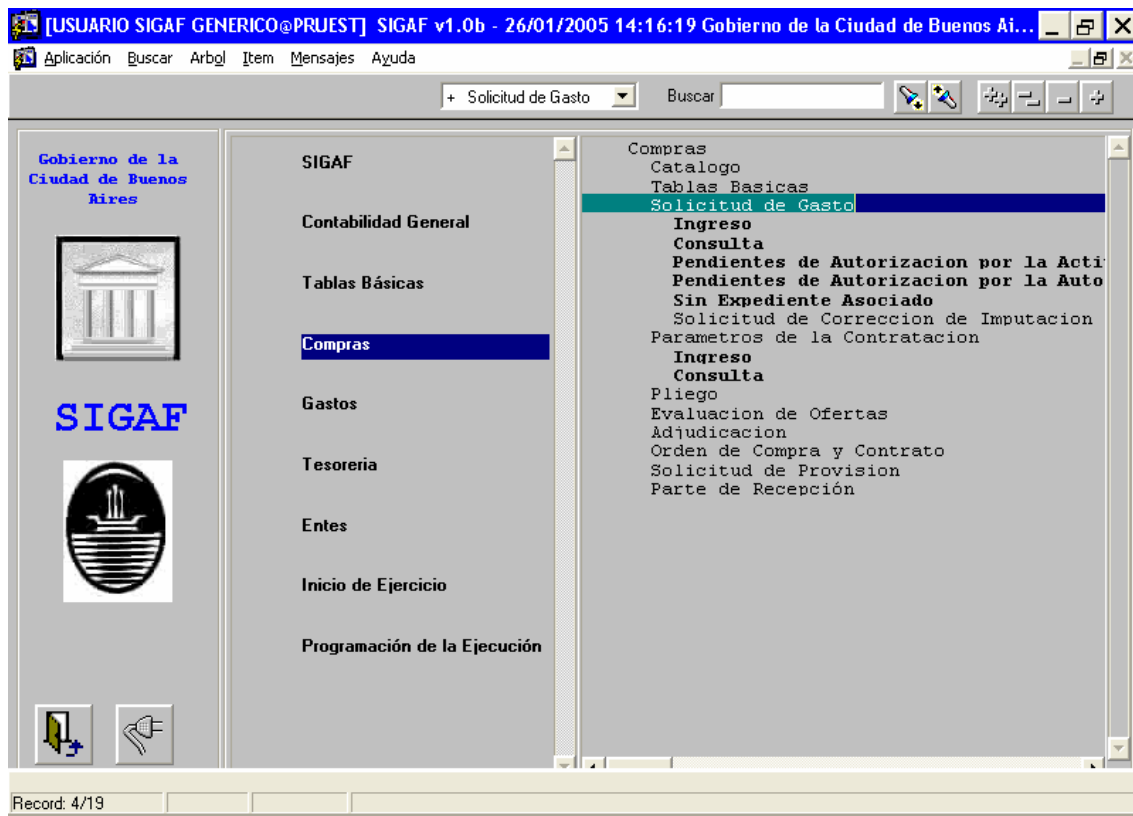 [USUARIO SIGAF GENERICO@PRUEST] SIGAF v1.0b - 26/01/2005 14:16:19 Gobierno de la Ciudad de Buenos Ai...
Aplicación Buscar Arbol Item Mensajes Ayuda
+ Solicitud de Gasto Buscar
Gobierno de la
Ciudad de Buenos
Aires
SIGAF
SIGAF
Contabilidad General
Tablas Básicas
Compras
Gastos
Tesoreria
Entes
Inicio de Ejercicio
Programación de la Ejecución
Compras
Catalogo
Tablas Basicas
Solicitud de Gasto
Ingreso
Consulta
Pendientes de Autorizacion por la Acti
Pendientes de Autorizacion por la Auto
Sin Expediente Asociado
Solicitud de Correccion de Imputacion
Parametros de la Contratacion
Ingreso
Consulta
Pliego
Evaluacion de Ofertas
Adjudicacion
Orden de Compra y Contrato
Solicitud de Provision
Parte de Recepción
Record: 4/19